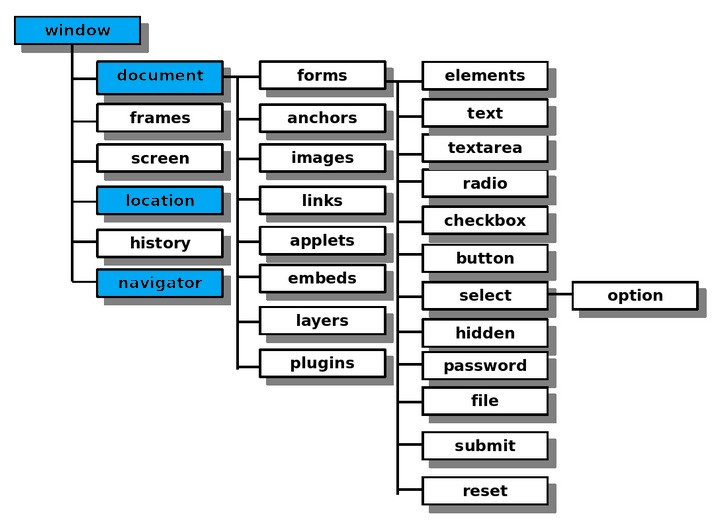 window
document
frames
screen
location
history
navigator
forms
anchors
images
links
applets
embeds
layers
plugins
elements
text
textarea
radio
checkbox
button
select
hidden
password
file
submit
reset
option